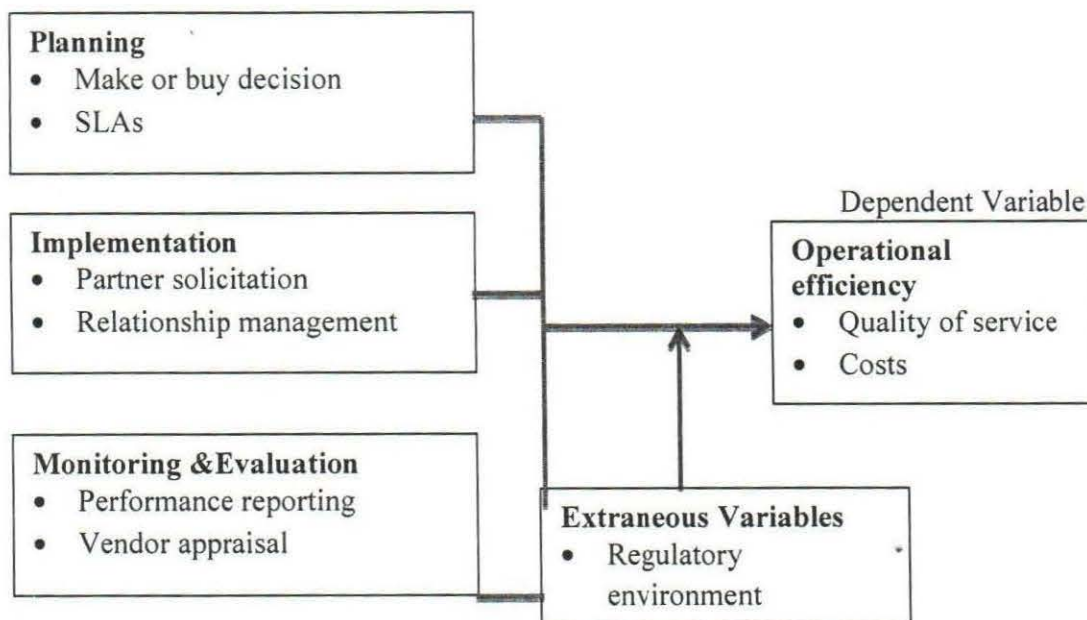 Planning
• Make or buy decision
• SLAs
Implementation
• Partner solicitation
• Relationship management
Monitoring &Evaluation
• Performance reporting
• Vendor appraisal
Dependent Variable
Operational
efficiency
• Quality of service
• Costs
Extraneous Variables
• Regulatory
environment